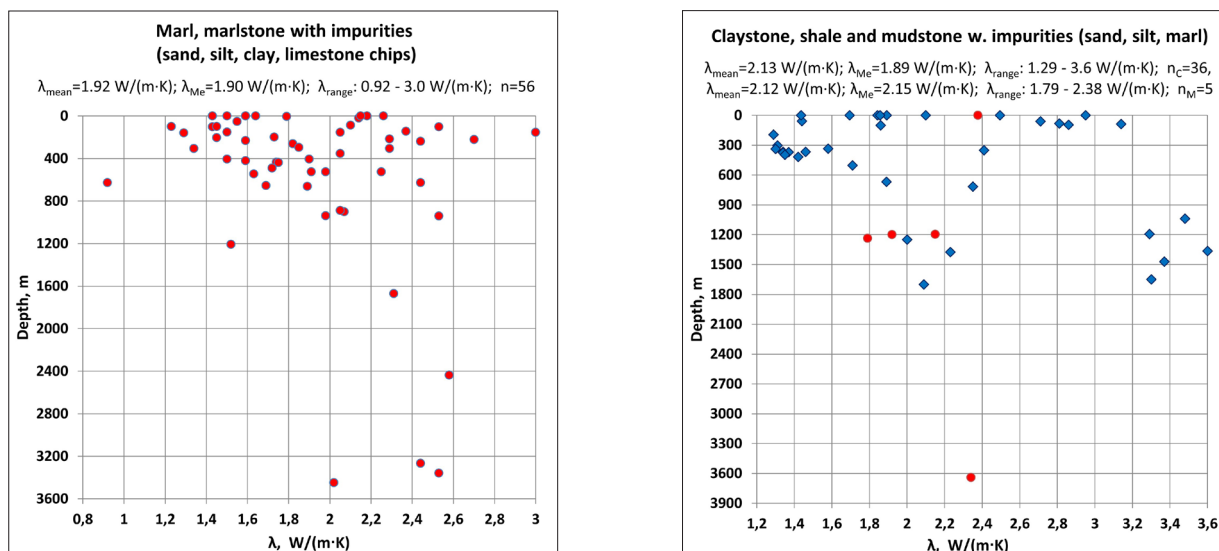 Marl, marlstone with impurities
(sand, silt, clay, limestone chips)
λmean=1.92 W/(m·K); λMe=1.90 W/(m·K); λrange: 0.92 - 3.0 W/(m·K); n=56
0
400
800
1200
1600
2000
2400
2800
3200
3600
Depth, m
0,8 1 1,2 1,4 1,6 1,8 2 2,2 2,4 2,6 2,8 3
λ, W/(m·K)
Claystone, shale and mudstone w. impurities (sand, silt, marl)
λmean=2.13 W/(m·K); λMe=1.89 W/(m·K); λrange: 1.29 - 3.6 W/(m·K), nC=36,
λmean=2.12 W/(m·K); λMe=2.15 W/(m·K); λrange: 1.79 - 2.38 W/(m·K), nM=5
0
300
600
900
1200
1500
1800
2100
2400
2700
3000
3300
3600
3900
Depth, m
1,2 1,4 1,6 1,8 2 2,2 2,4 2,6 2,8 3 3,2 3,4 3,6
λ, W/(m·K)